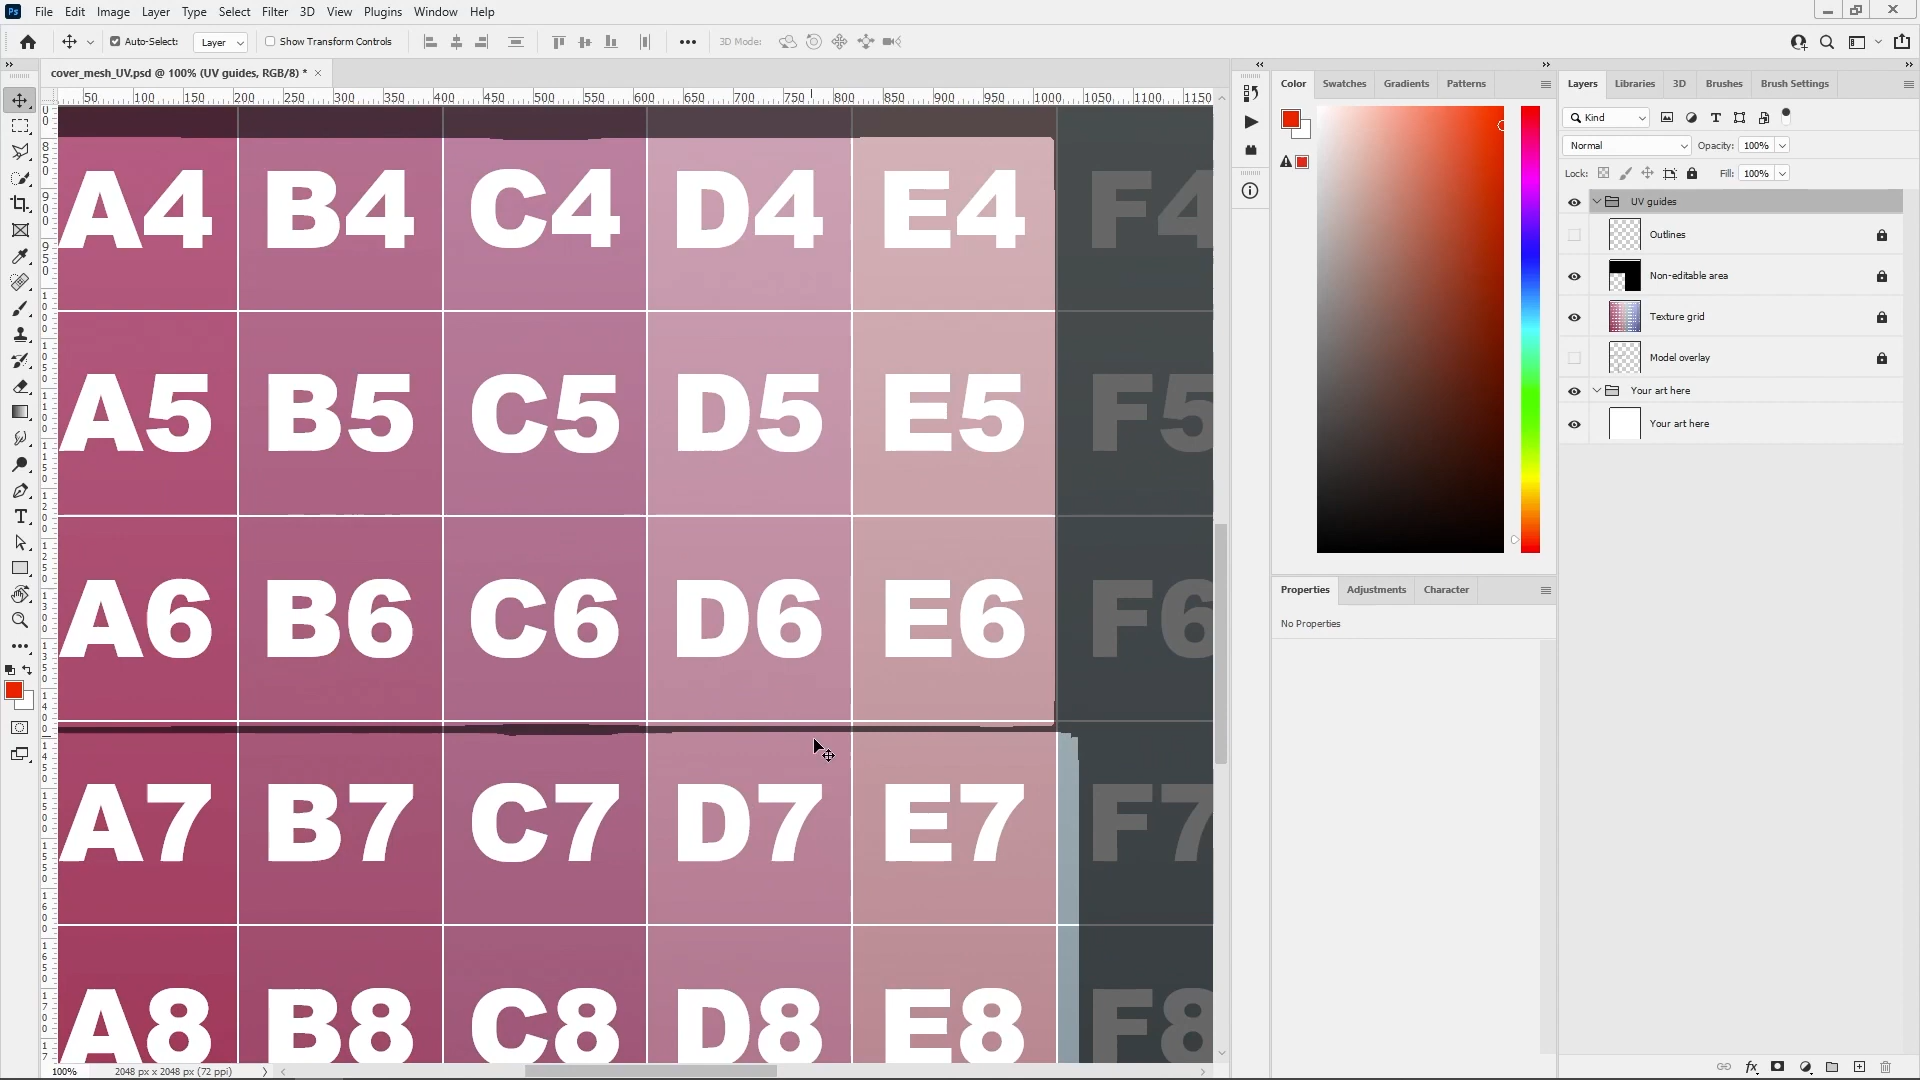 Ps File Edit Image Layer Type Select Filter 3D View Plugins Window Help
Auto-Select: Layer Show Transform Controls 3D Mode:
cover_mesh_UV.psd @ 100% (UV guides, RGB/8) * ×
50 100 150 200 250 300 350 400 450 500 550 600 650 700 750 800 850 900 950 1000 1050 1100 1150
A4 B4 C4 D4 E4 F4
A5 B5 C5 D5 E5 F5
A6 B6 C6 D6 E6 F6
A7 B7 C7 D7 E7 F7
A8 B8 C8 D8 E8 F8
100% 2048 px x 2048 px (72 ppi)
Color Swatches Gradients Patterns
Properties Adjustments Character
No Properties
Layers Libraries 3D Brushes Brush Settings
Kind
Normal Opacity: 100%
Lock: Fill: 100%
UV guides
Outlines
Non-editable area
Texture grid
Model overlay
Your art here
Your art here